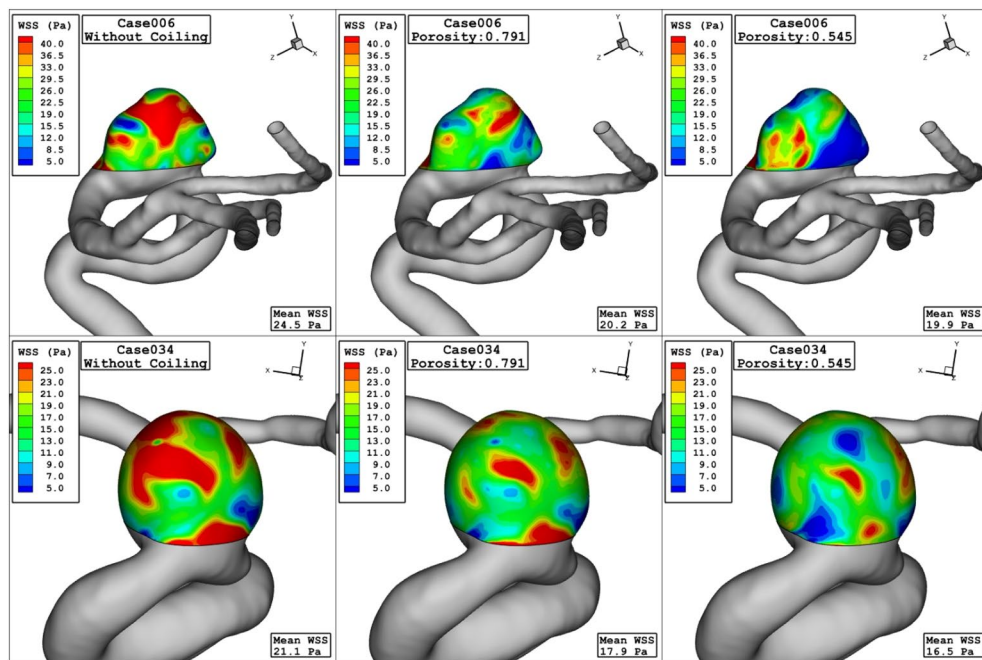 WSS (Pa)
40.0
36.5
33.0
29.5
26.0
22.5
19.0
15.5
12.0
8.5
5.0
Case006
Without Coiling
Y
X
Z
Mean WSS
24.5 Pa
WSS (Pa)
40.0
36.5
33.0
29.5
26.0
22.5
19.0
15.5
12.0
8.5
5.0
Case006
Porosity:0.791
Y
X
Z
Mean WSS
20.2 Pa
WSS (Pa)
40.0
36.5
33.0
29.5
26.0
22.5
19.0
15.5
12.0
8.5
5.0
Case006
Porosity:0.545
Y
X
Z
Mean WSS
19.9 Pa
WSS (Pa)
25.0
23.0
21.0
19.0
17.0
15.0
13.0
11.0
9.0
7.0
5.0
Case034
Without Coiling
Y
X
Z
Mean WSS
21.1 Pa
WSS (Pa)
25.0
23.0
21.0
19.0
17.0
15.0
13.0
11.0
9.0
7.0
5.0
Case034
Porosity:0.791
Y
X
Z
Mean WSS
17.9 Pa
WSS (Pa)
25.0
23.0
21.0
19.0
17.0
15.0
13.0
11.0
9.0
7.0
5.0
Case034
Porosity:0.545
Y
X
Z
Mean WSS
16.5 Pa